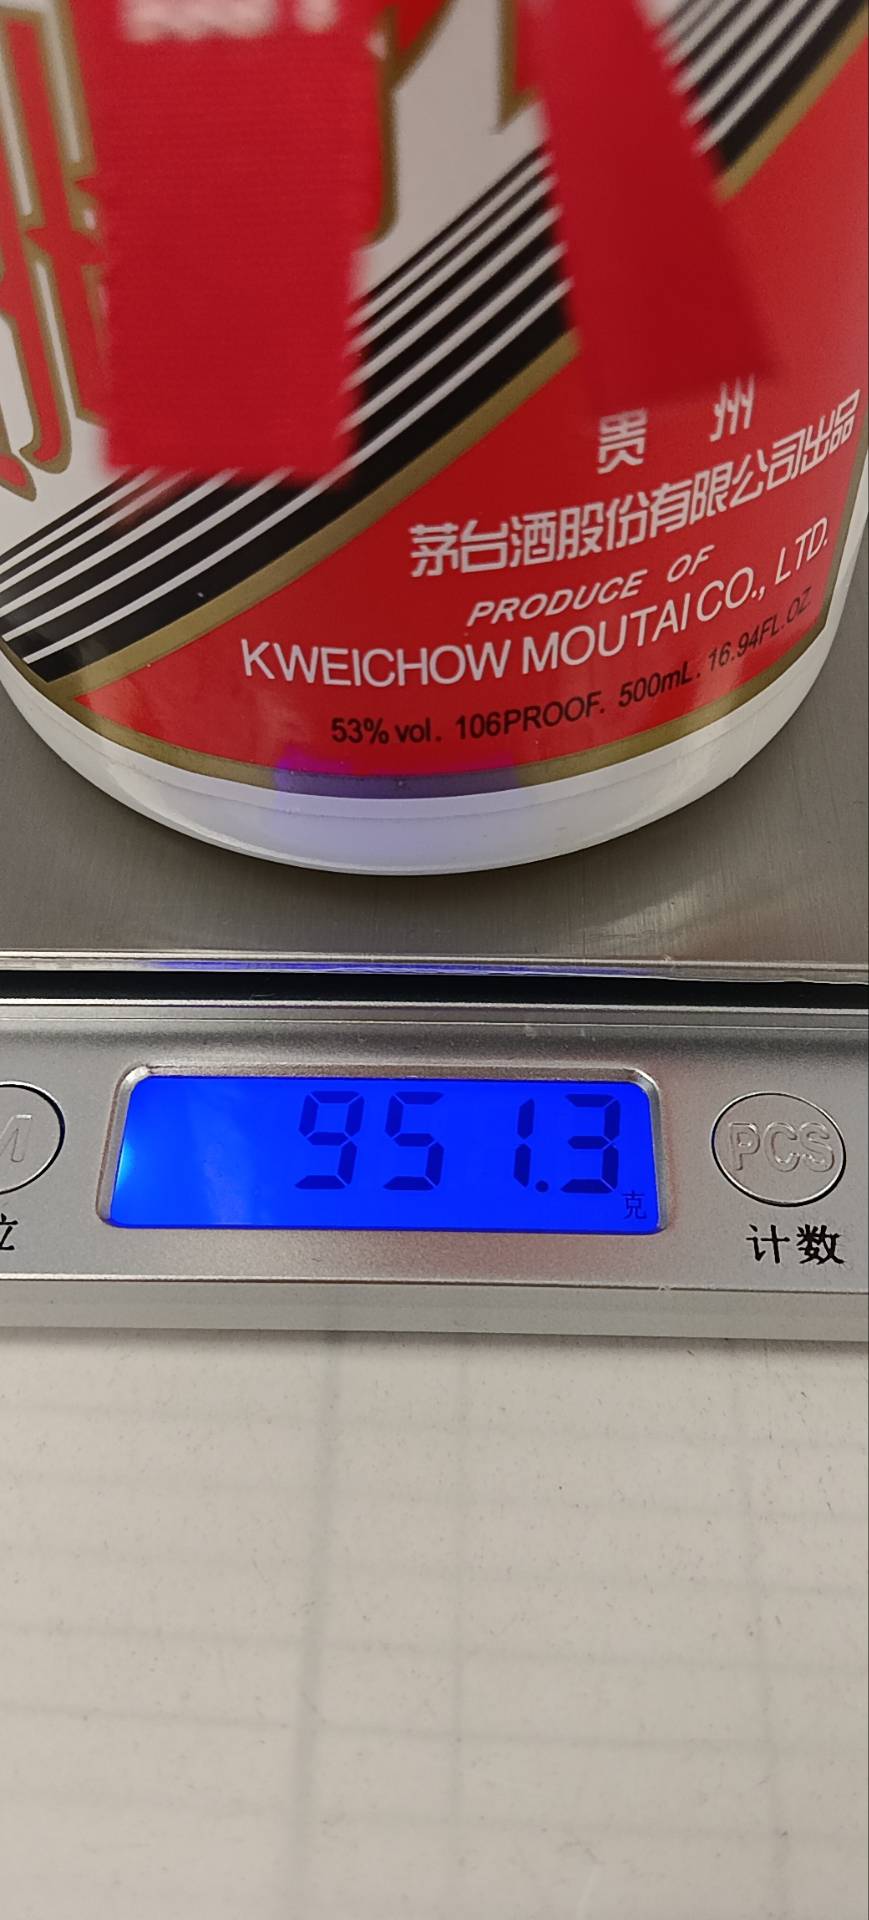 贵 州
茅台酒股份有限公司出品
PRODUCE OF
KWEICHOW MOUTAI CO., LTD.
53% vol. 106PROOF. 500mL. 16.94FL.OZ.
951.3
克
PCS
计数